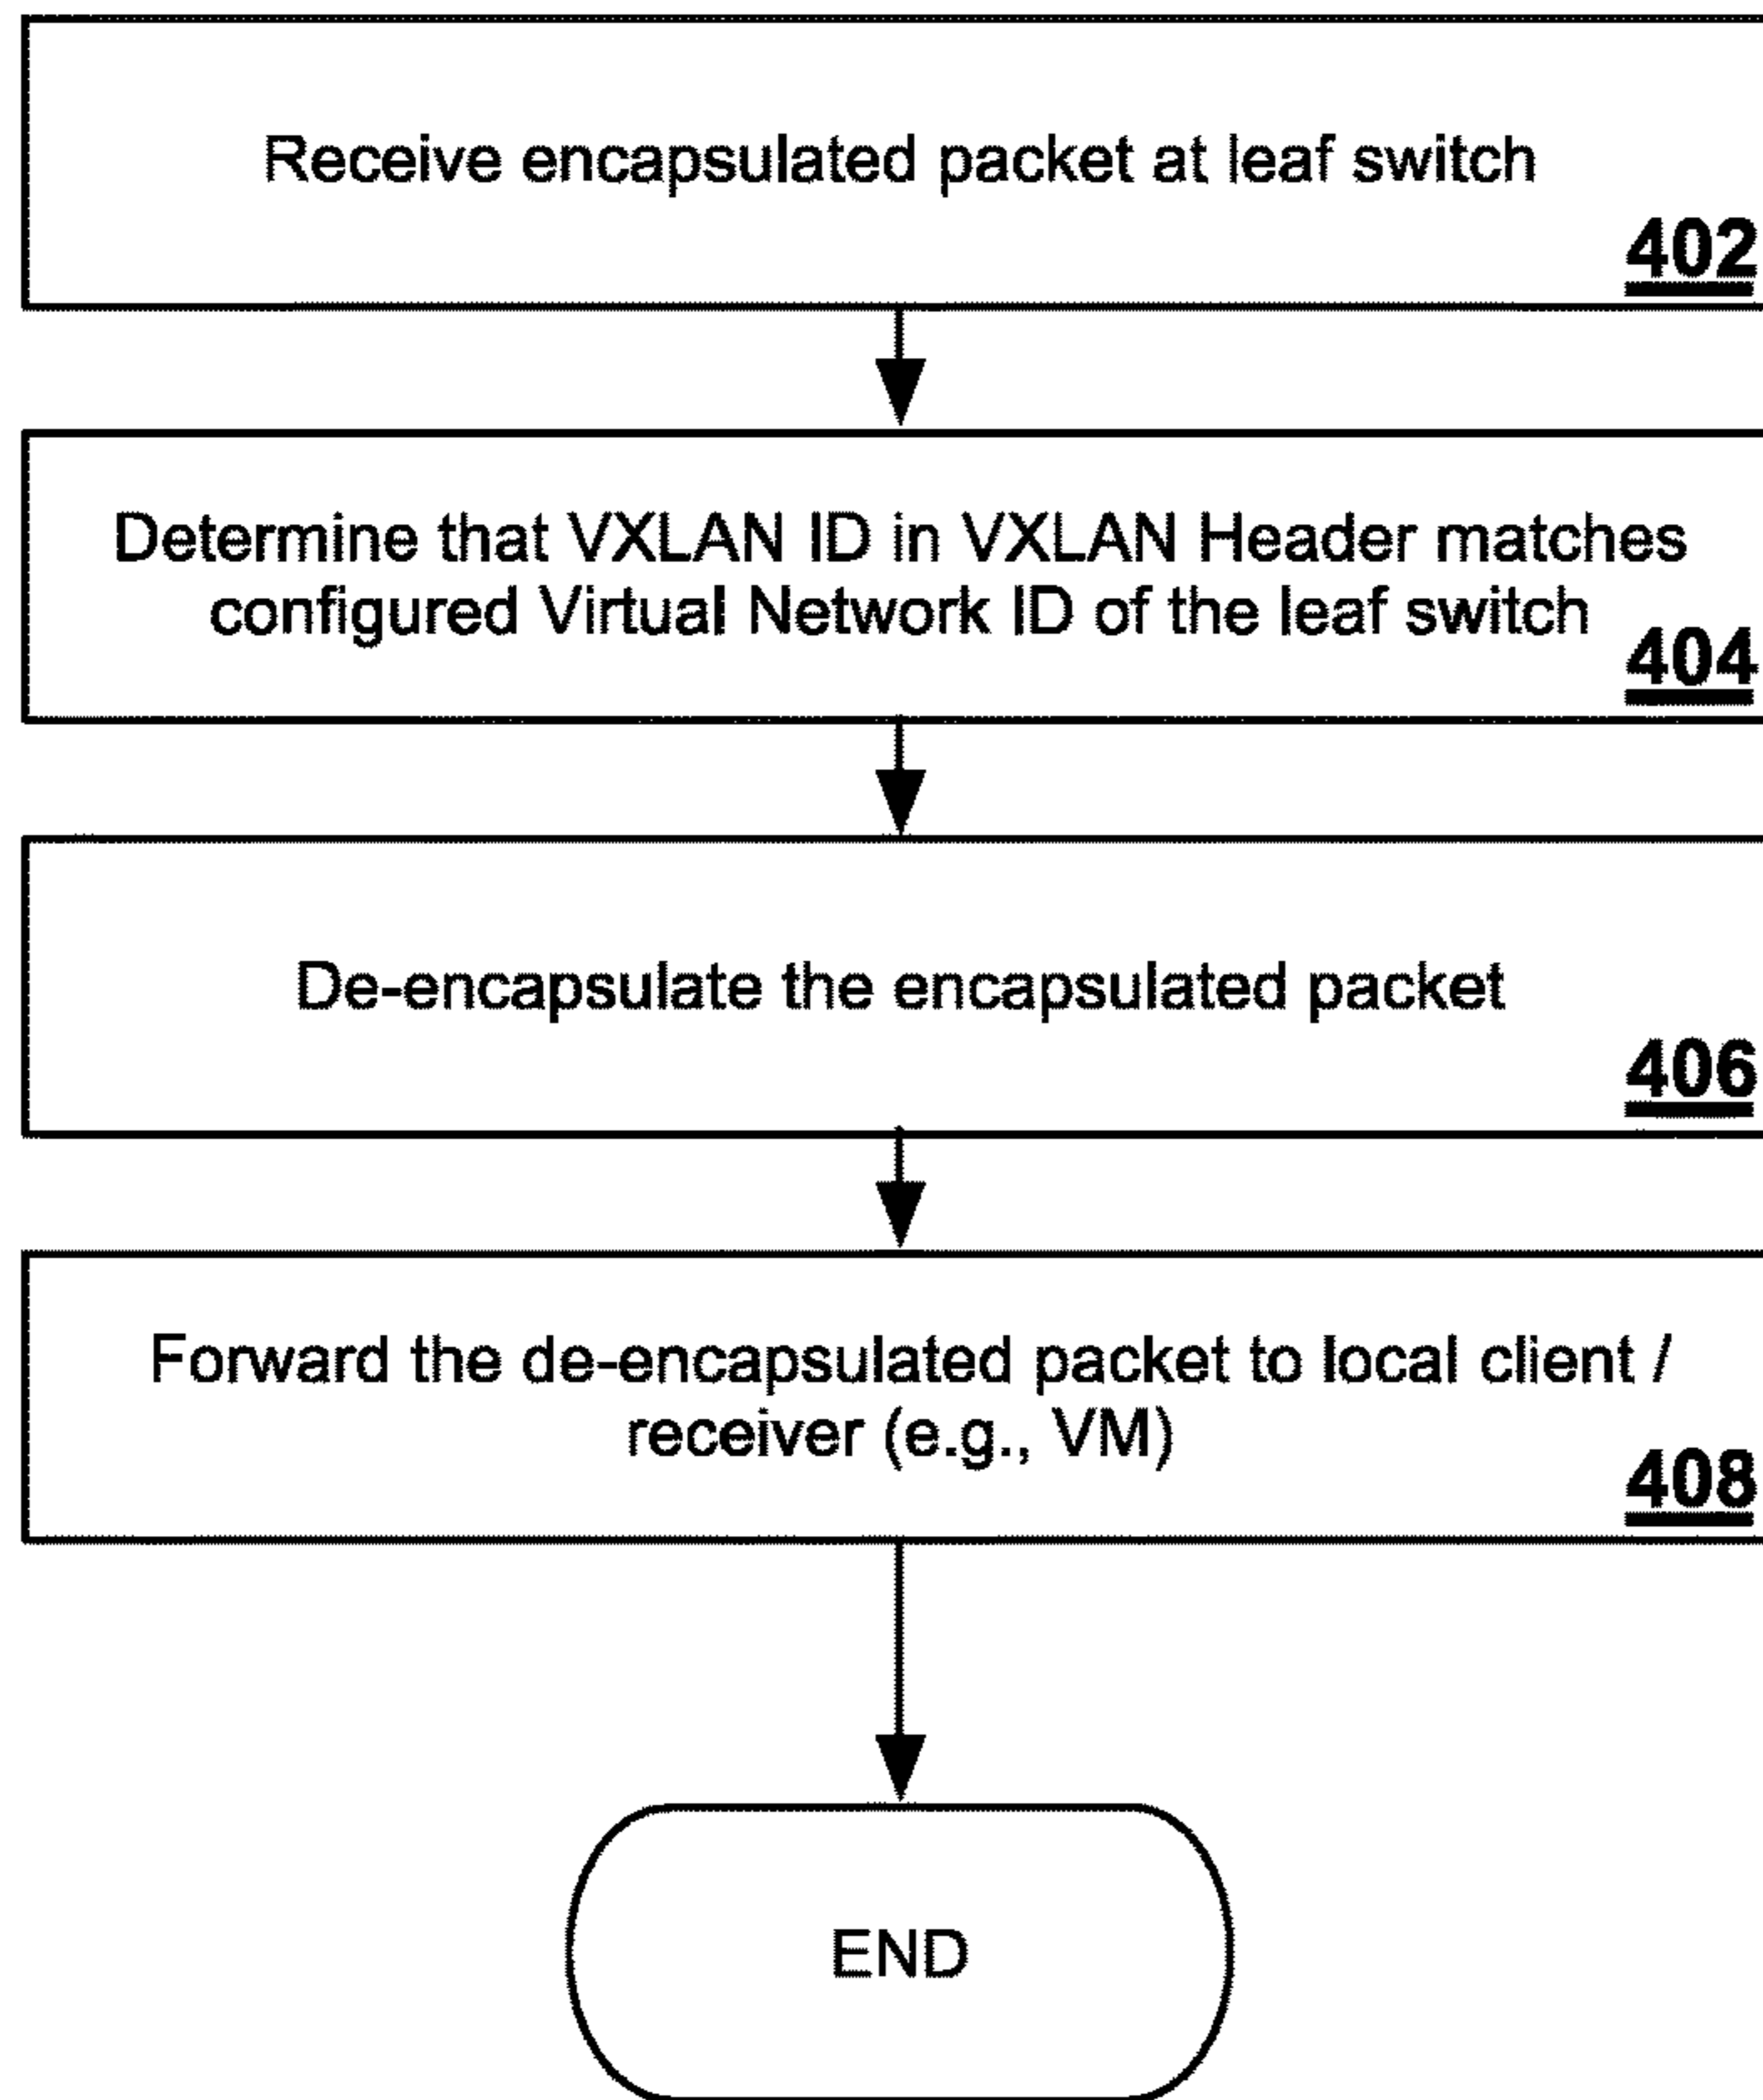 Receive encapsulated packet at leaf switch
402
Determine that VXLAN ID in VXLAN Header matches
configured Virtual Network ID of the leaf switch
404
De-encapsulate the encapsulated packet
406
Forward the de-encapsulated packet to local client /
receiver (e.g., VM)
408
END